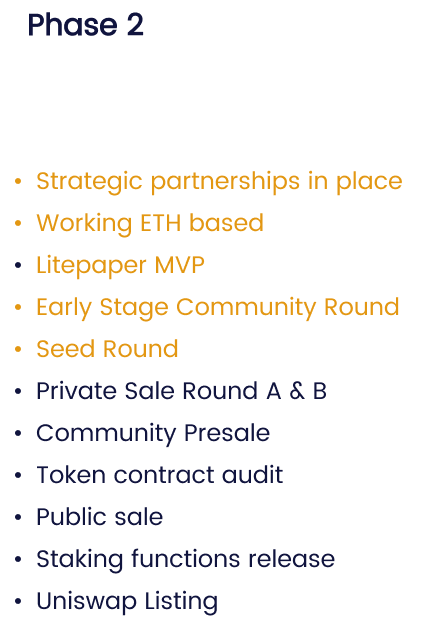 Phase 2
• Strategic partnerships in place
• Working ETH based
• Litepaper MVP
• Early Stage Community Round
• Seed Round
• Private Sale Round A & B
• Community Presale
• Token contract audit
• Public sale
• Staking functions release
• Uniswap Listing